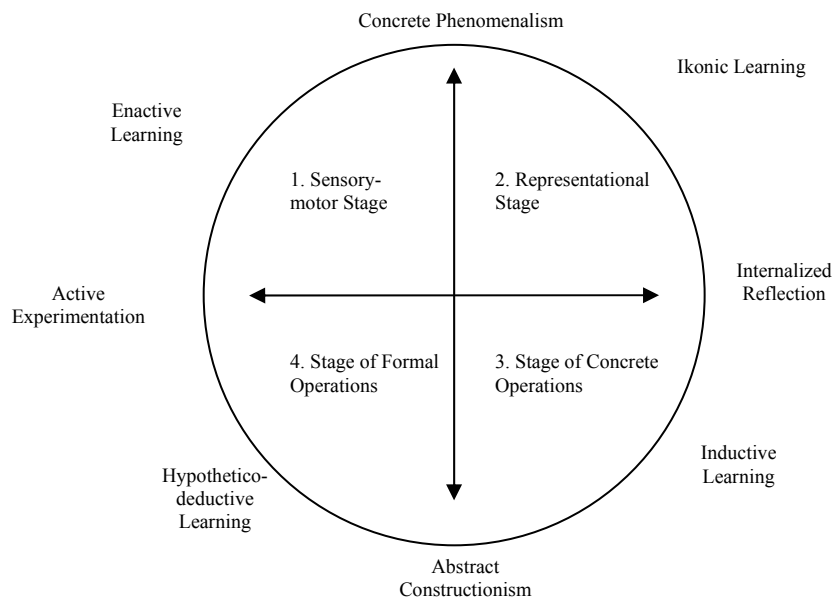 Concrete Phenomenalism
Ikonic Learning
Enactive
Learning
1. Sensory-
motor Stage
2. Representational
Stage
Active
Experimentation
Internalized
Reflection
4. Stage of Formal
Operations
3. Stage of Concrete
Operations
Inductive
Learning
Hypothetico-
deductive
Learning
Abstract
Constructionism